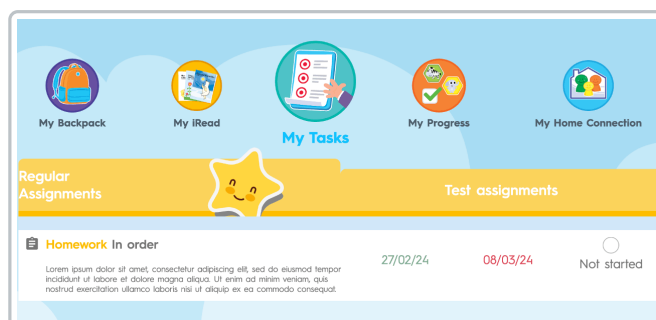 My Backpack
My iRead
My Tasks
My Progress
My Home Connection
Regular
Assignments
Test assignments
Homework In order
Lorem ipsum dolor sit amet, consectetur adipiscing elit, sed do eiusmod tempor
incididunt ut labore et dolore magna aliqua. Ut enim ad minim veniam, quis
nostrud exercitation ullamco laboris nisi ut aliquip ex ea commodo consequat.
27/02/24
08/03/24
Not started